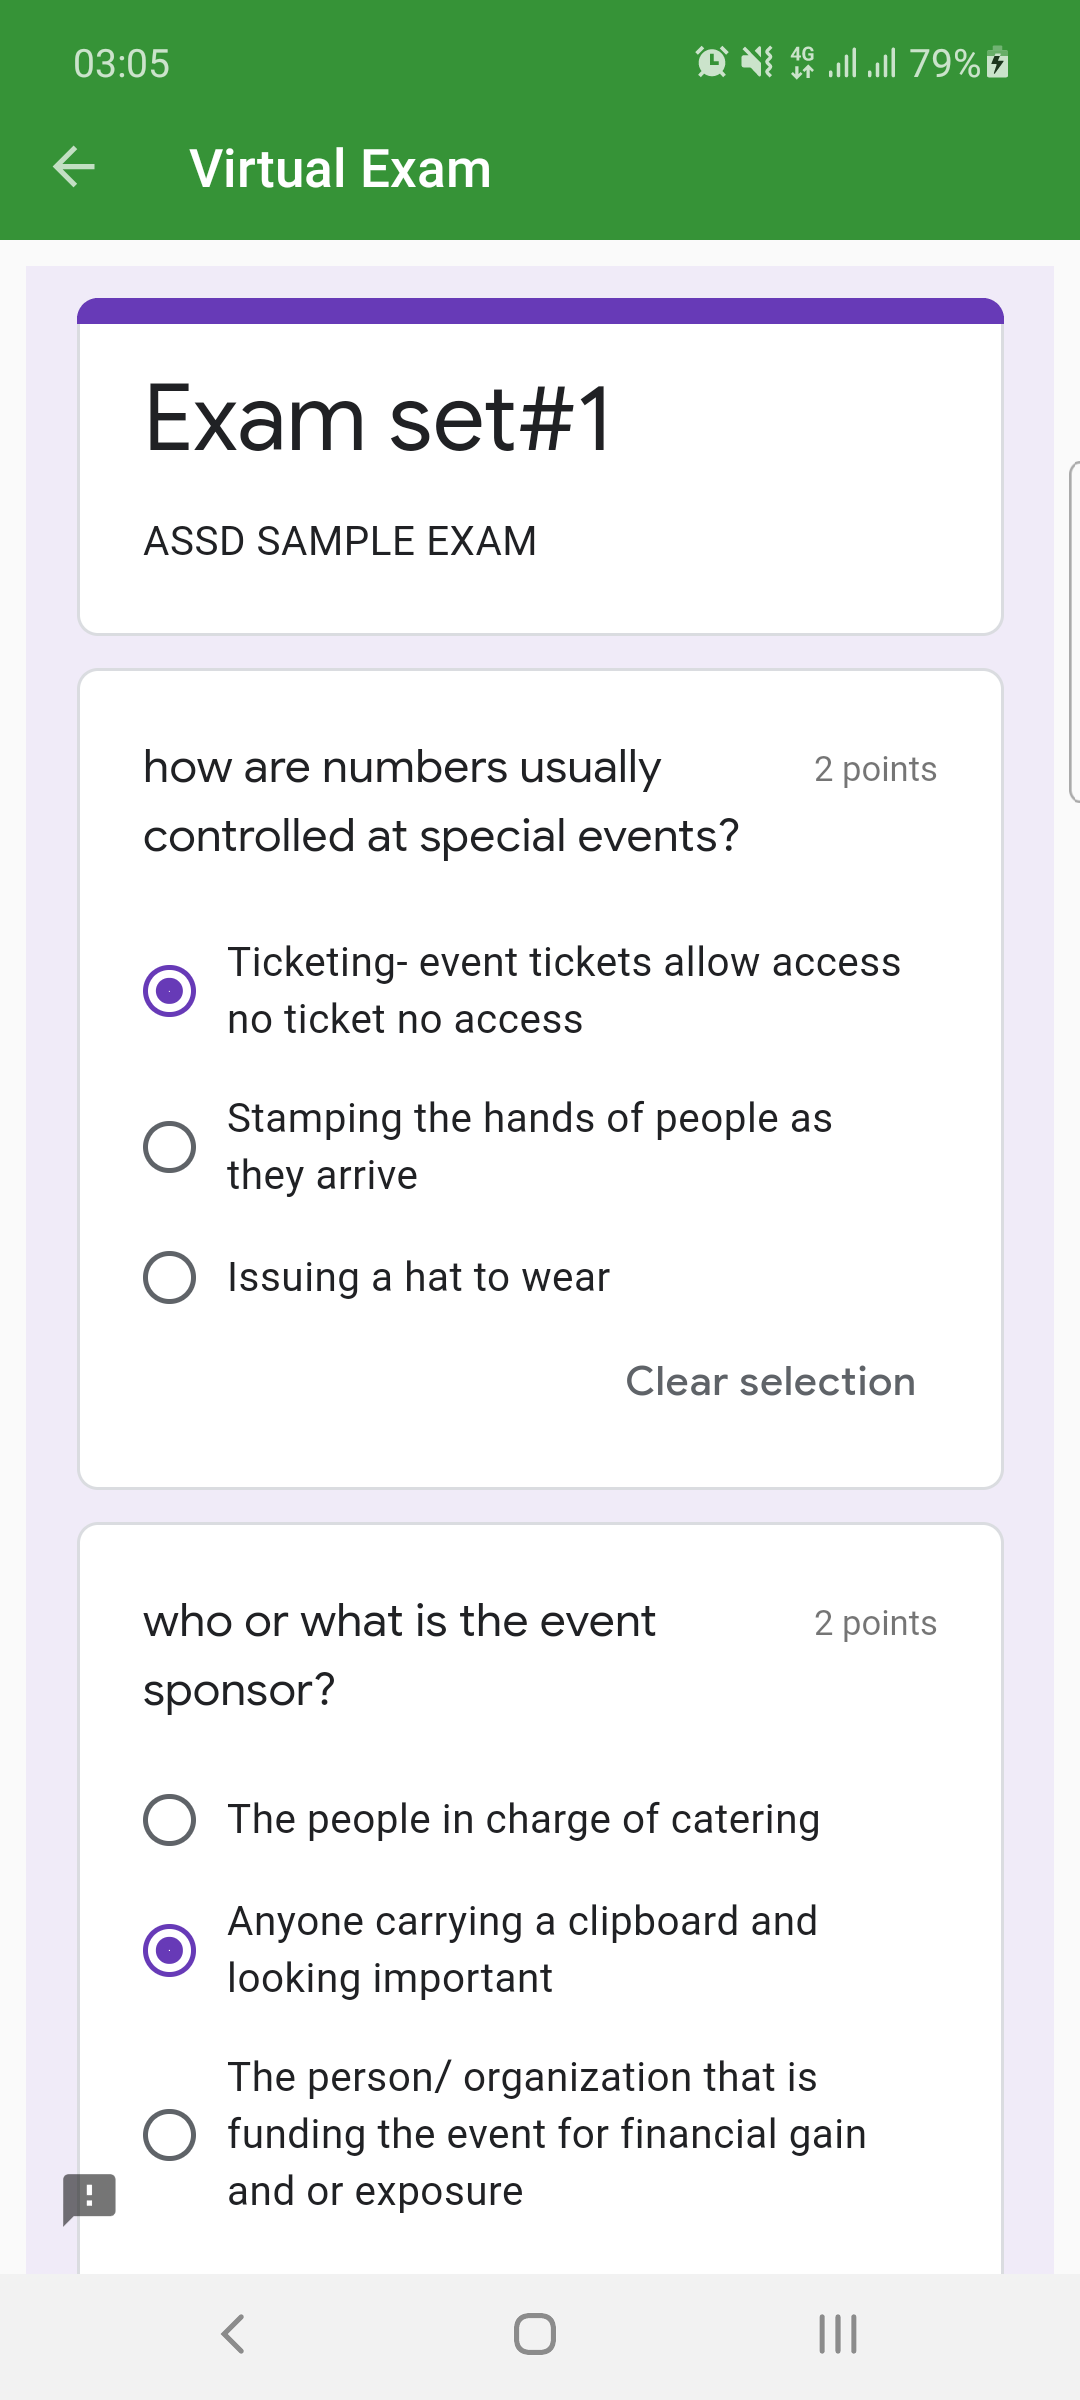 03:05
4G
79%
Virtual Exam
Exam set#1
ASSD SAMPLE EXAM
how are numbers usually
controlled at special events?
2 points
Ticketing- event tickets allow access
no ticket no access
Stamping the hands of people as
they arrive
Issuing a hat to wear
Clear selection
who or what is the event
sponsor?
2 points
The people in charge of catering
Anyone carrying a clipboard and
looking important
The person/ organization that is
funding the event for financial gain
and or exposure